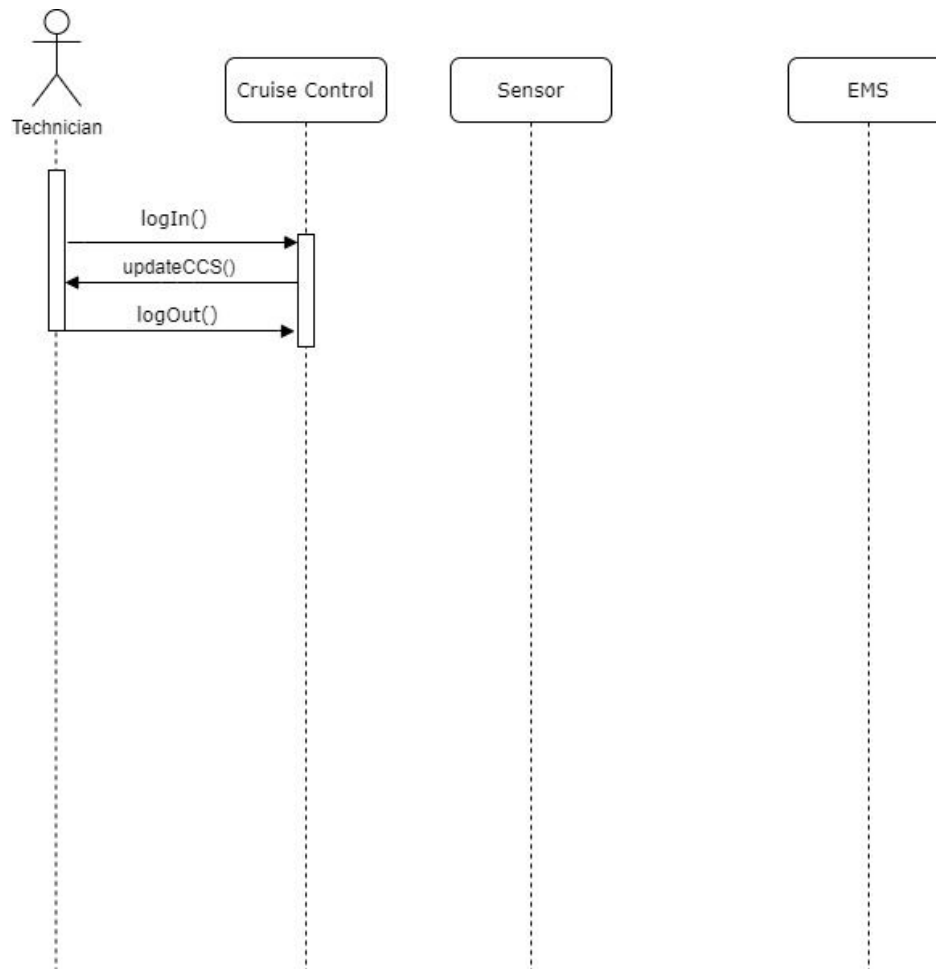 Cruise Control
Sensor
EMS
Technician
logIn()
updateCCS()
logOut()